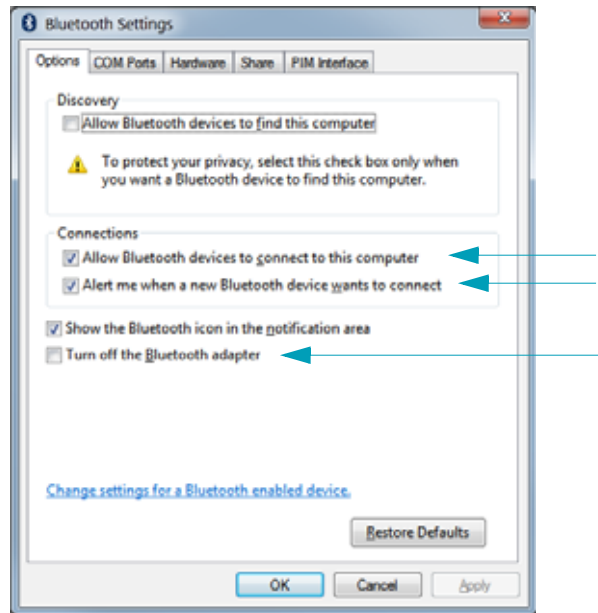 Bluetooth Settings
Options COM Ports Hardware Share PIM Interface
Discovery
Allow Bluetooth devices to find this computer
To protect your privacy, select this check box only when
you want a Bluetooth device to find this computer.
Connections
Allow Bluetooth devices to connect to this computer
Alert me when a new Bluetooth device wants to connect
Show the Bluetooth icon in the notification area
Turn off the Bluetooth adapter
Change settings for a Bluetooth enabled device.
Restore Defaults
OK Cancel Apply